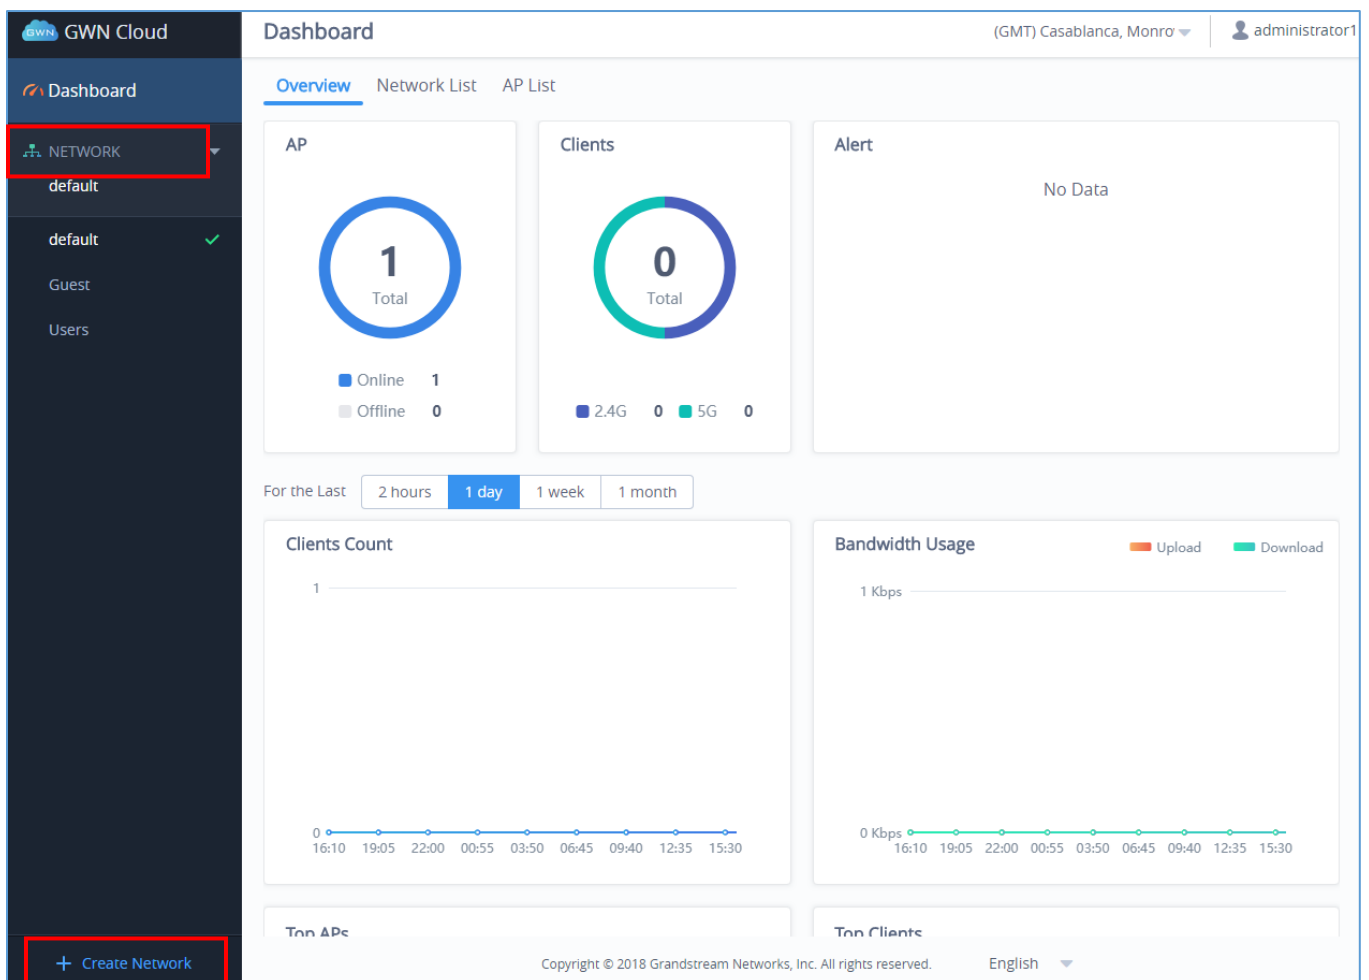 GWN GWN Cloud
Dashboard
(GMT) Casablanca, Monro
administrator1
Dashboard
NETWORK
default
default
Guest
Users
+ Create Network
Overview Network List AP List
AP
1
Total
Online 1
Offline 0
Clients
0
Total
2.4G 0 5G 0
Alert
No Data
For the Last 2 hours 1 day 1 week 1 month
Clients Count
1
0
16:10 19:05 22:00 00:55 03:50 06:45 09:40 12:35 15:30
Bandwidth Usage
Upload Download
1 Kbps
0 Kbps
16:10 19:05 22:00 00:55 03:50 06:45 09:40 12:35 15:30
Top APs
Top Clients
Copyright © 2018 Grandstream Networks, Inc. All rights reserved. English